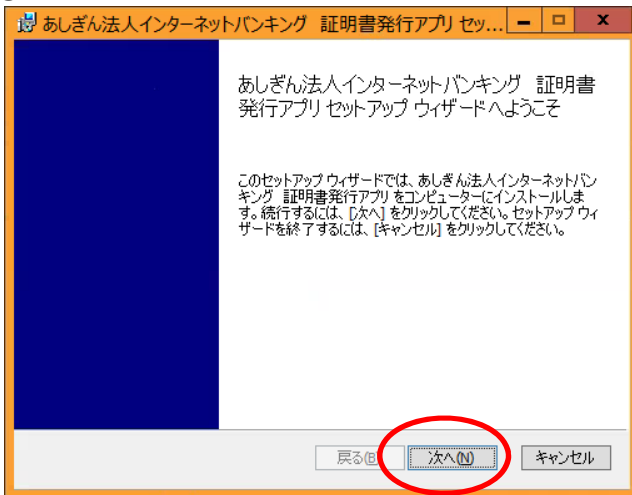 あしぎん法人インターネットバンキング 証明書発行アプリ セッ...
あしぎん法人インターネットバンキング 証明書
発行アプリ セットアップ ウィザードへようこそ
このセットアップ ウィザードでは、あしぎん法人インターネットバン
キング 証明書発行アプリ をコンピューターにインストールしま
す。続行するには、[次へ] をクリックしてください。セットアップ ウィ
ザードを終了するには、[キャンセル] をクリックしてください。
戻る(B
次へ(N)
キャンセル